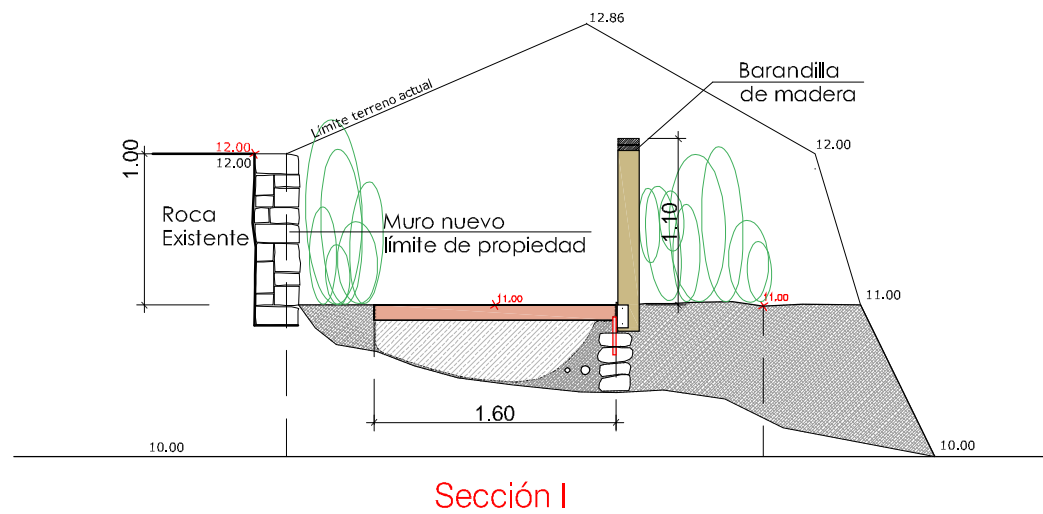 12.86
Límite terreno actual
Barandilla
de madera
12.00
12.00
12.00
1.00
Roca
Existente
Muro nuevo
límite de propiedad
1.10
11.00
11.00
11.00
1.60
10.00
10.00
Sección I